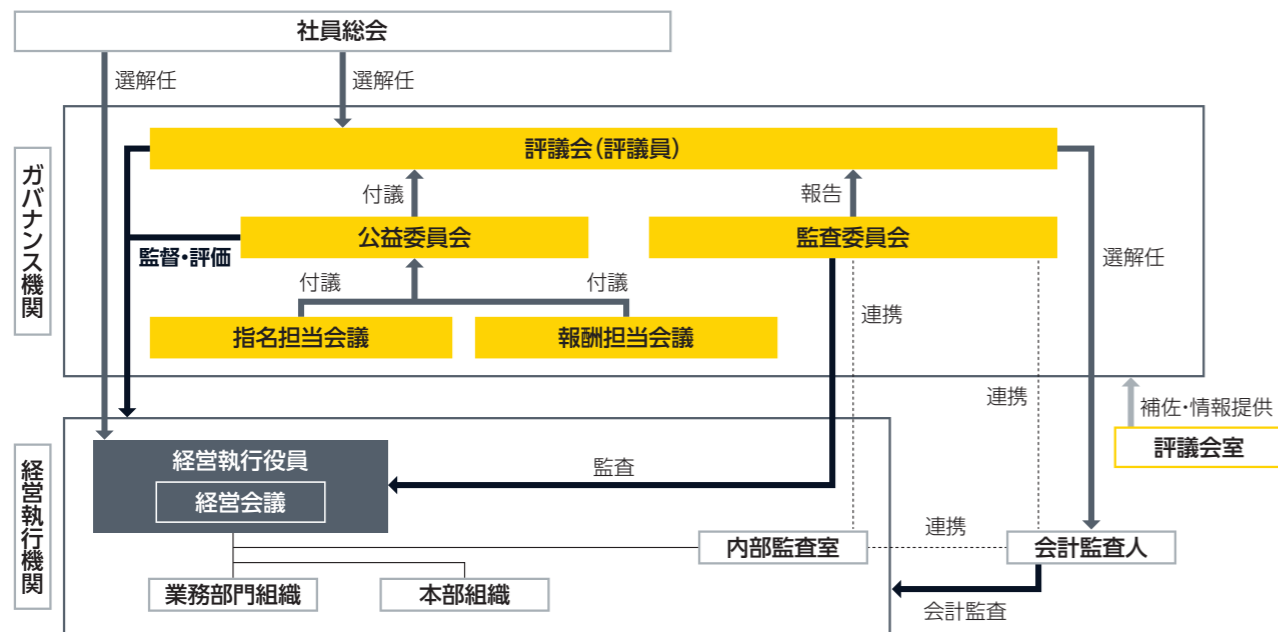 社員総会
選解任
選解任
ガバナンス機関
評議会(評議員)
付議
報告
公益委員会
監査委員会
監督・評価
選解任
付議
付議
連携
指名担当会議
報酬担当会議
連携
補佐・情報提供
評議会室
経営執行機関
経営執行役員
監査
経営会議
連携
内部監査室
会計監査人
業務部門組織
本部組織
会計監査